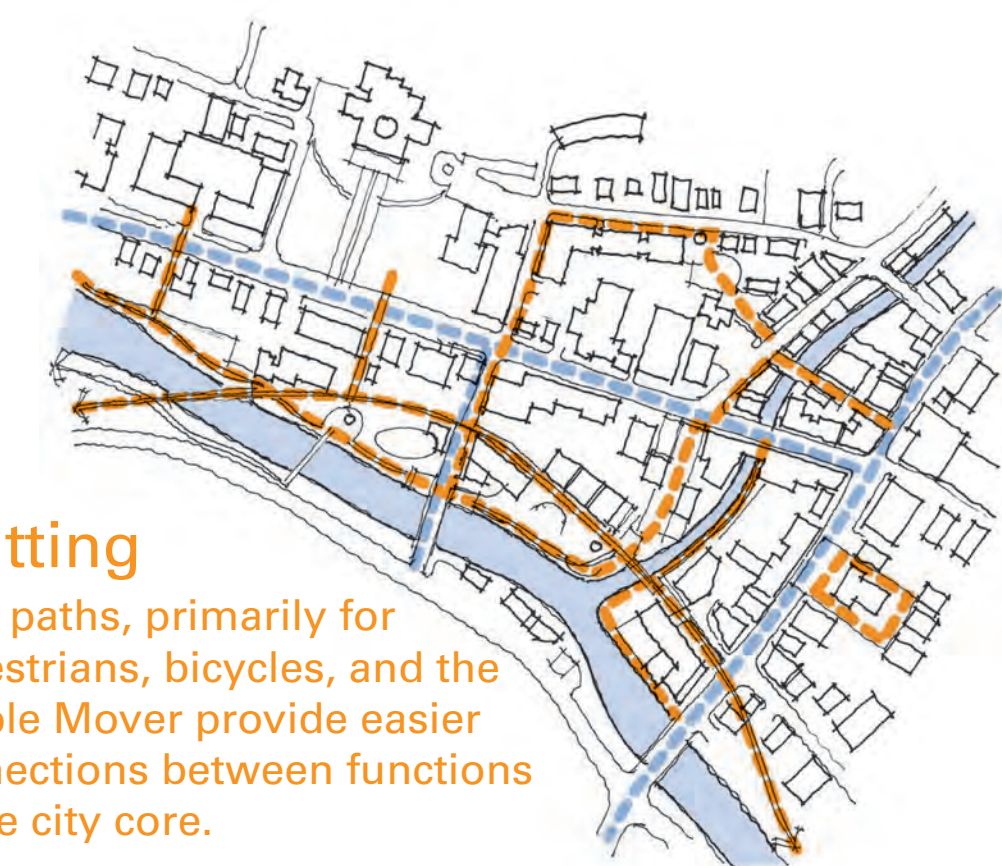 tting
paths, primarily for
estrians, bicycles, and the
ple Mover provide easier
nections between functions
e city core.